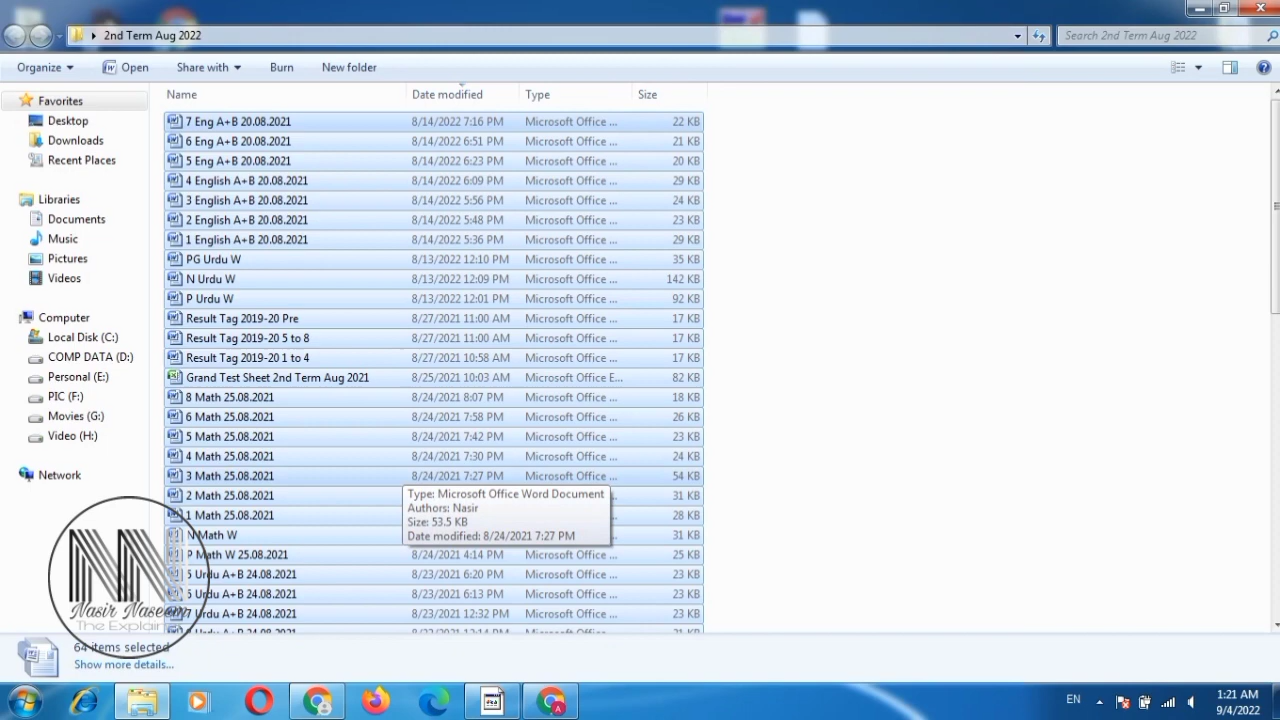 2nd Term Aug 2022
Search 2nd Term Aug 2022
Organize Open Share with Burn New folder
Name Date modified Type Size
Favorites
Desktop
Downloads
Recent Places
Libraries
Documents
Music
Pictures
Videos
Computer
Local Disk (C:)
COMP DATA (D:)
Personal (E:)
PIC (F:)
Movies (G:)
Video (H:)
Network
7 Eng A+B 20.08.2021 8/14/2022 7:16 PM Microsoft Office ... 22 KB
6 Eng A+B 20.08.2021 8/14/2022 6:51 PM Microsoft Office ... 21 KB
5 Eng A+B 20.08.2021 8/14/2022 6:23 PM Microsoft Office ... 20 KB
4 English A+B 20.08.2021 8/14/2022 6:09 PM Microsoft Office ... 29 KB
3 English A+B 20.08.2021 8/14/2022 5:56 PM Microsoft Office ... 24 KB
2 English A+B 20.08.2021 8/14/2022 5:48 PM Microsoft Office ... 23 KB
1 English A+B 20.08.2021 8/14/2022 5:36 PM Microsoft Office ... 29 KB
PG Urdu W 8/13/2022 12:10 PM Microsoft Office ... 35 KB
N Urdu W 8/13/2022 12:09 PM Microsoft Office ... 142 KB
P Urdu W 8/13/2022 12:01 PM Microsoft Office ... 92 KB
Result Tag 2019-20 Pre 8/27/2021 11:00 AM Microsoft Office ... 17 KB
Result Tag 2019-20 5 to 8 8/27/2021 11:00 AM Microsoft Office ... 17 KB
Result Tag 2019-20 1 to 4 8/27/2021 10:58 AM Microsoft Office ... 17 KB
Grand Test Sheet 2nd Term Aug 2021 8/25/2021 10:03 AM Microsoft Office E... 82 KB
8 Math 25.08.2021 8/24/2021 8:07 PM Microsoft Office ... 18 KB
6 Math 25.08.2021 8/24/2021 7:58 PM Microsoft Office ... 26 KB
5 Math 25.08.2021 8/24/2021 7:42 PM Microsoft Office ... 23 KB
4 Math 25.08.2021 8/24/2021 7:30 PM Microsoft Office ... 24 KB
3 Math 25.08.2021 8/24/2021 7:27 PM Microsoft Office ... 54 KB
2 Math 25.08.2021 31 KB
1 Math 25.08.2021 28 KB
N Math W 31 KB
Type: Microsoft Office Word Document
Authors: Nasir
Size: 53.5 KB
Date modified: 8/24/2021 7:27 PM
P Math W 25.08.2021 8/24/2021 4:14 PM Microsoft Office ... 25 KB
Urdu A+B 24.08.2021 8/23/2021 6:20 PM Microsoft Office ... 23 KB
Urdu A+B 24.08.2021 8/23/2021 6:13 PM Microsoft Office ... 23 KB
7 Urdu A+B 24.08.2021 8/23/2021 12:32 PM Microsoft Office ... 23 KB
Urdu A+B 24.08.2021 8/23/2021 12:14 PM Microsoft Office ... 21 KB
NN
Nasir Naseem
The Explain
64 items selected
Show more details...
EN
1:21 AM
9/4/2022